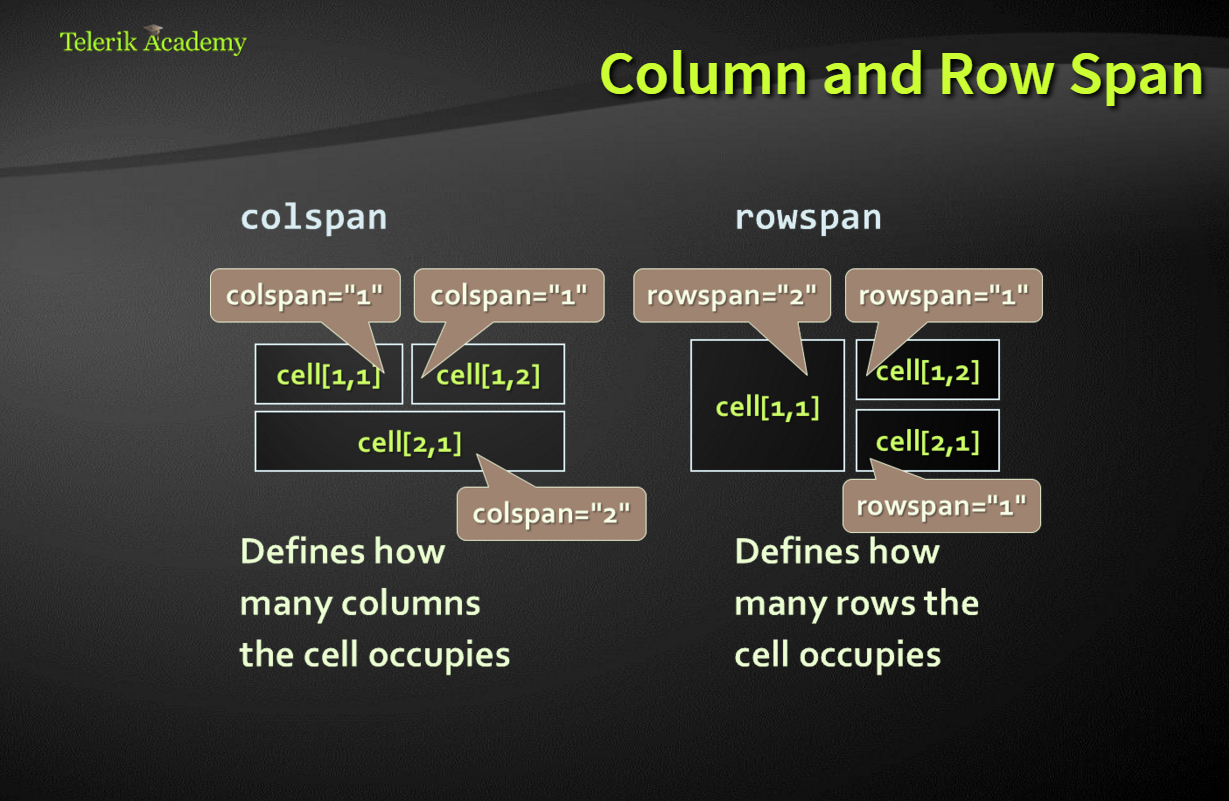 Telerik Academy
Column and Row Span
colspan
colspan="1"
colspan="1"
cell[1,1]
cell[1,2]
cell[2,1]
colspan="2"
Defines how
many columns
the cell occupies
rowspan
rowspan="2"
rowspan="1"
cell[1,1]
cell[1,2]
cell[2,1]
rowspan="1"
Defines how
many rows the
cell occupies